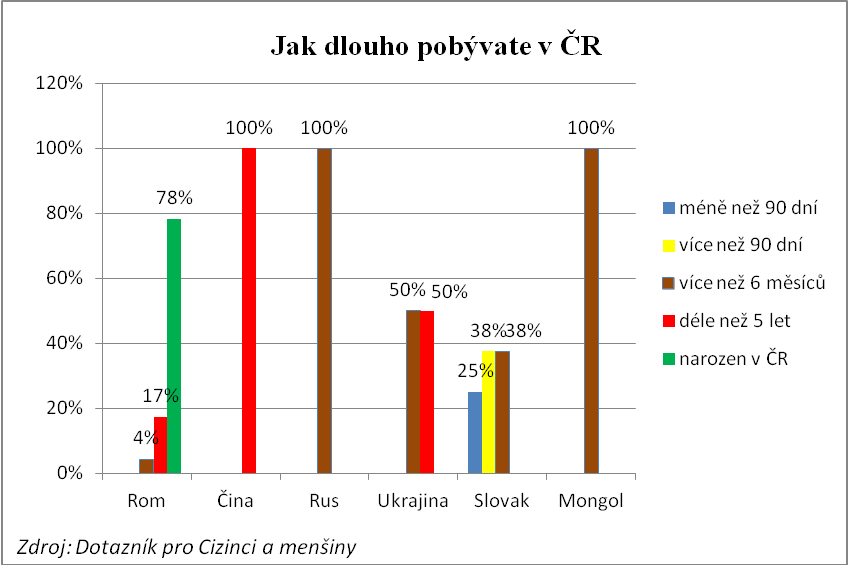 Jak dlouho pobývate v ČR
120%
100%
80%
60%
40%
20%
0%
4%
17%
78%
100%
100%
50%
50%
25%
38%
38%
100%
Rom
Čina
Rus
Ukrajina
Slovak
Mongol
méně než 90 dní
více než 90 dní
více než 6 měsíců
déle než 5 let
narozen v ČR
Zdroj: Dotazník pro Cizinci a menšiny